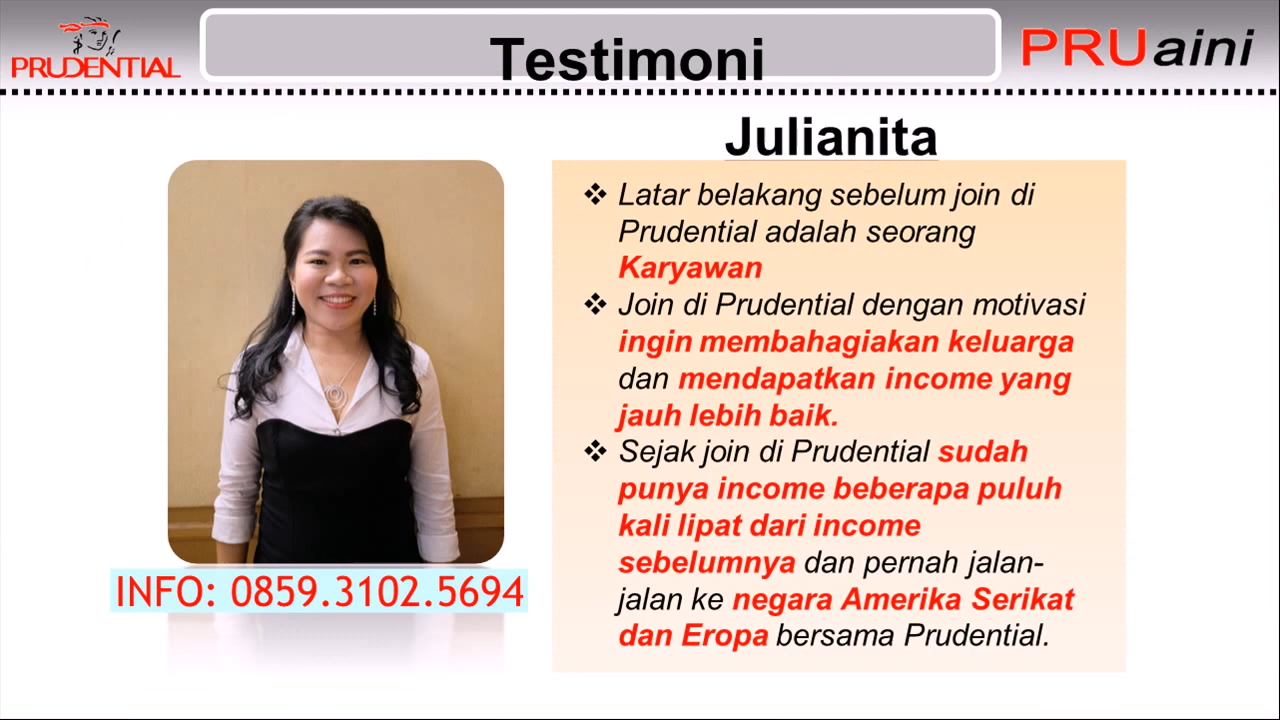 PRUDENTIAL
Testimoni
PRUaini
Julianita
❖ Latar belakang sebelum join di
Prudential adalah seorang
Karyawan
❖ Join di Prudential dengan motivasi
ingin membahagiakan keluarga
dan mendapatkan income yang
jauh lebih baik.
❖ Sejak join di Prudential sudah
punya income beberapa puluh
kali lipat dari income
sebelumnya dan pernah jalan-
jalan ke negara Amerika Serikat
dan Eropa bersama Prudential.
INFO: 0859.3102.5694